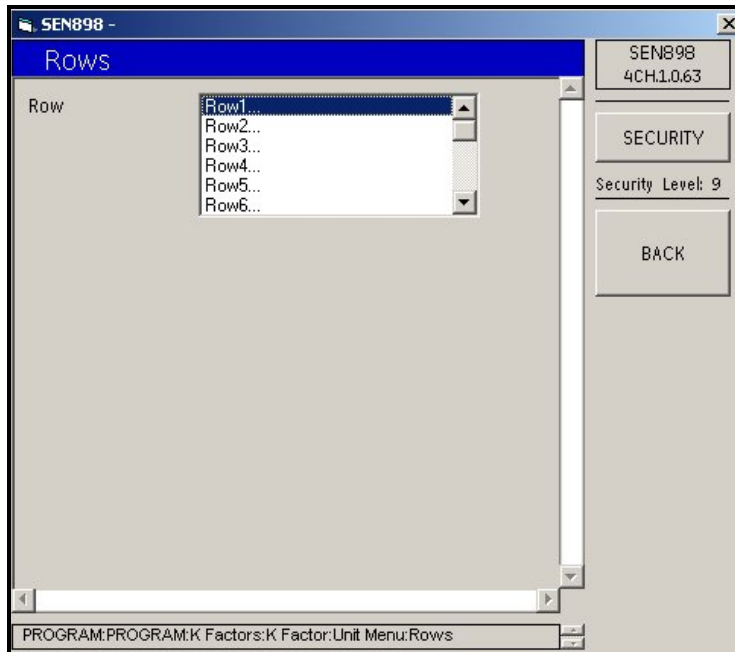 SEN898 -
Rows
Row
Row1...
Row2...
Row3...
Row4...
Row5...
Row6...
SEN898
4CH.1.0.63
SECURITY
Security Level: 9
BACK
PROGRAM:PROGRAM:K Factors:K Factor:Unit Menu:Rows